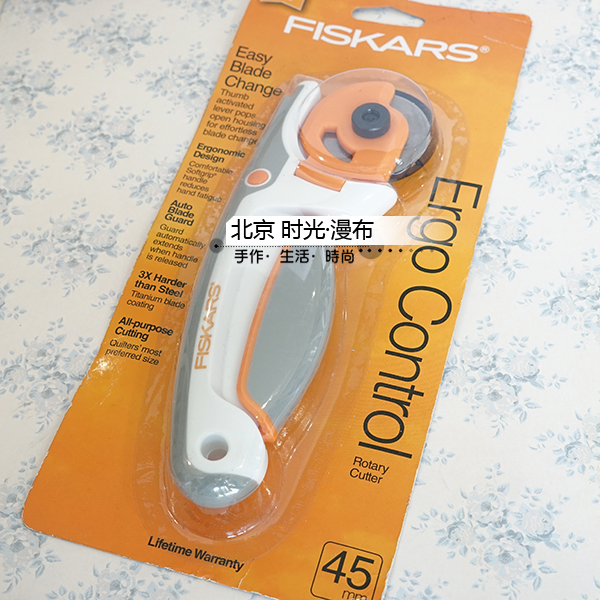 FISKARS®
Easy
Blade
Change
Thumb
activated
lever pops
open housing
for effortless
blade change
Ergonomic
Design
Comfortable
Softgrip®
handle
reduces
hand fatigue
Auto
Blade
Guard
Guard
automatically
extends
when handle
is released
3X Harder
than Steel
Titanium blade
coating
All-purpose
Cutting
Quilters' most
preferred size
北京 时光·漫布
手作· 生活· 時尚
FISKARS®
Ergo Control
Rotary
Cutter
Lifetime Warranty
45
mm